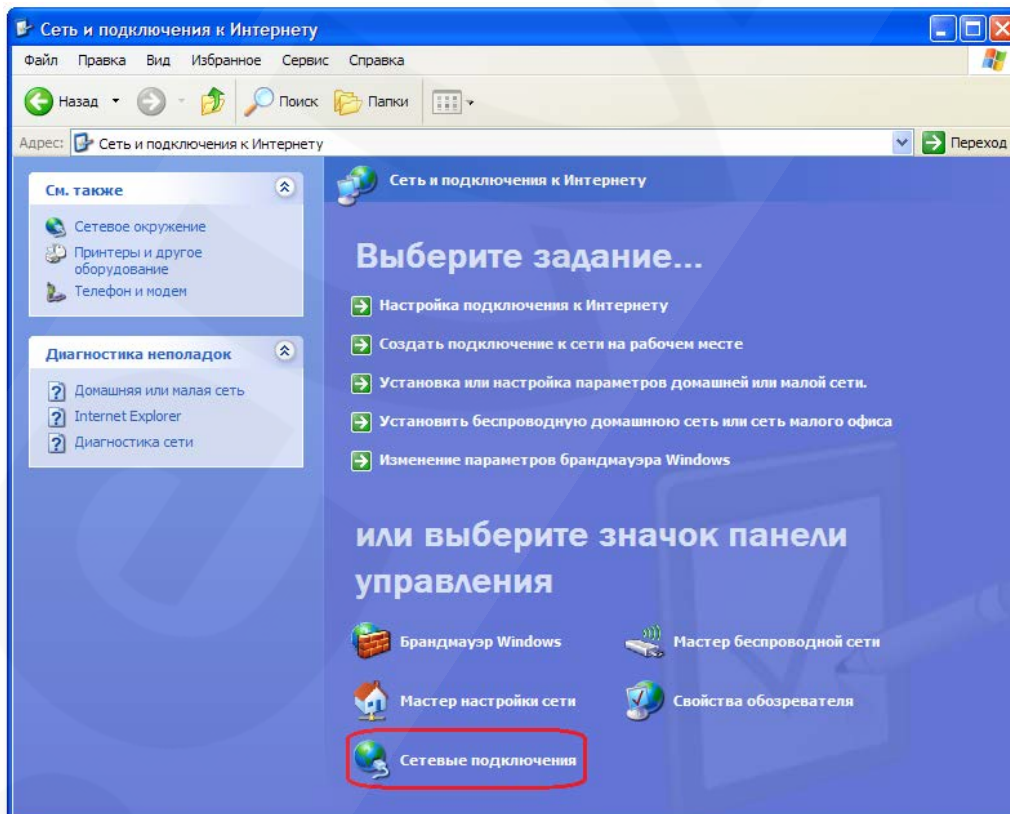 Сеть и подключения к Интернету
Файл Правка Вид Избранное Сервис Справка
Назад Поиск Папки
Адрес: Сеть и подключения к Интернету Переход
См. также
Сетевое окружение
Принтеры и другое
оборудование
Телефон и модем
Диагностика неполадок
Домашняя или малая сеть
Internet Explorer
Диагностика сети
Сеть и подключения к Интернету
Выберите задание...
Настройка подключения к Интернету
Создать подключение к сети на рабочем месте
Установка или настройка параметров домашней или малой сети.
Установить беспроводную домашнюю сеть или сеть малого офиса
Изменение параметров брандмауэра Windows
или выберите значок панели
управления
Брандмауэр Windows Мастер беспроводной сети
Мастер настройки сети Свойства обозревателя
Сетевые подключения